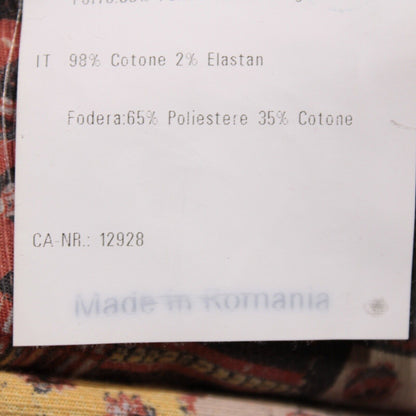 IT 98% Cotone 2% Elastan
Fodera:65% Poliestere 35% Cotone
CA-NR.: 12928
Made in Romania